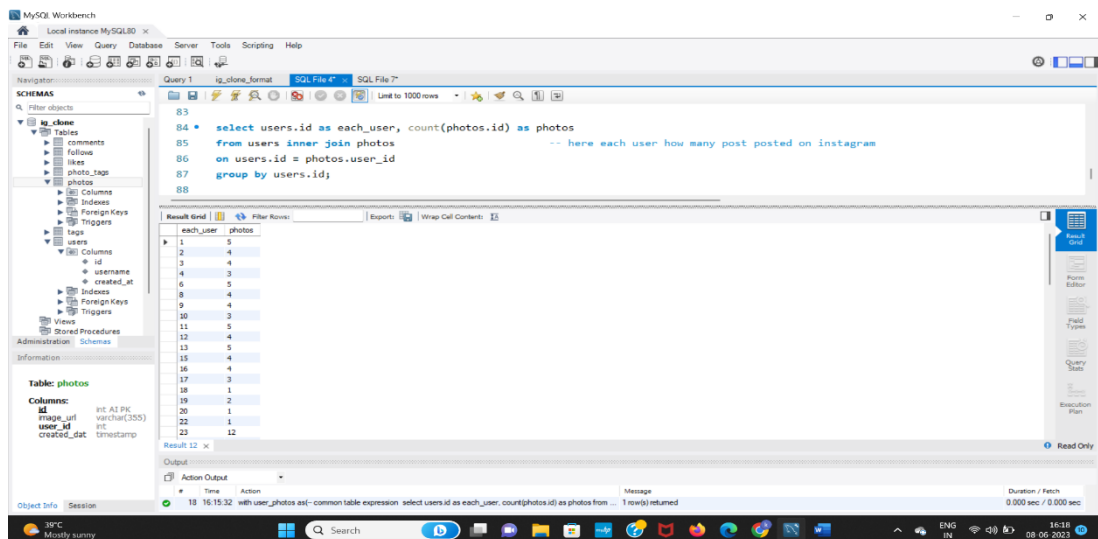 MySQL Workbench
Local instance MySQL80 ×
File Edit View Query Database Server Tools Scripting Help
Navigator
Query 1 ig_clone_format SQL File 4* × SQL File 7*
SCHEMAS
Filter objects
Limit to 1000 rows
ig_clone
Tables
comments
follows
likes
photo_tags
photos
Columns
Indexes
Foreign Keys
Triggers
tags
users
Columns
id
username
created_at
Indexes
Foreign Keys
Triggers
Views
Stored Procedures
Administration Schemas
Information
Table: photos
Columns:
id int AI PK
image_url varchar(355)
user_id int
created_dat timestamp
Object Info Session
83
84 select users.id as each_user, count(photos.id) as photos
85 from users inner join photos -- here each user how many post posted on instagram
86 on users.id = photos.user_id
87 group by users.id;
88
Result Grid Filter Rows: Export: Wrap Cell Content:
each_user photos
1 5
2 4
3 4
4 3
6 5
8 4
9 4
10 3
11 5
12 4
13 5
15 4
16 4
17 3
18 1
19 2
20 1
22 1
23 12
Result Grid
Form Editor
Field Types
Query Stats
Execution Plan
Result 12 ×
Read Only
Output
Action Output
# Time Action Message Duration / Fetch
18 16:15:32 with user_photos as(-- common table expression select users.id as each_user, count(photos.id) as photos from ... 1 row(s) returned 0.000 sec / 0.000 sec
39°C
Mostly sunny
Search
ENG
IN
16:18
08-06-2023